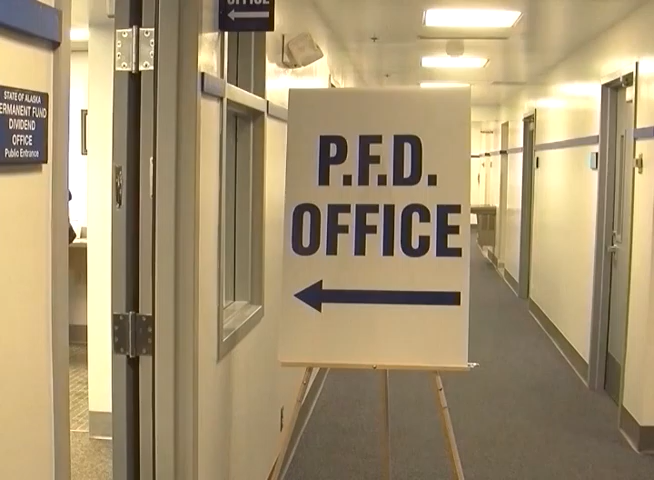 OFFICE
STATE OF ALASKA
PERMANENT FUND
DIVIDEND
OFFICE
Public Entrance
P.F.D.
OFFICE